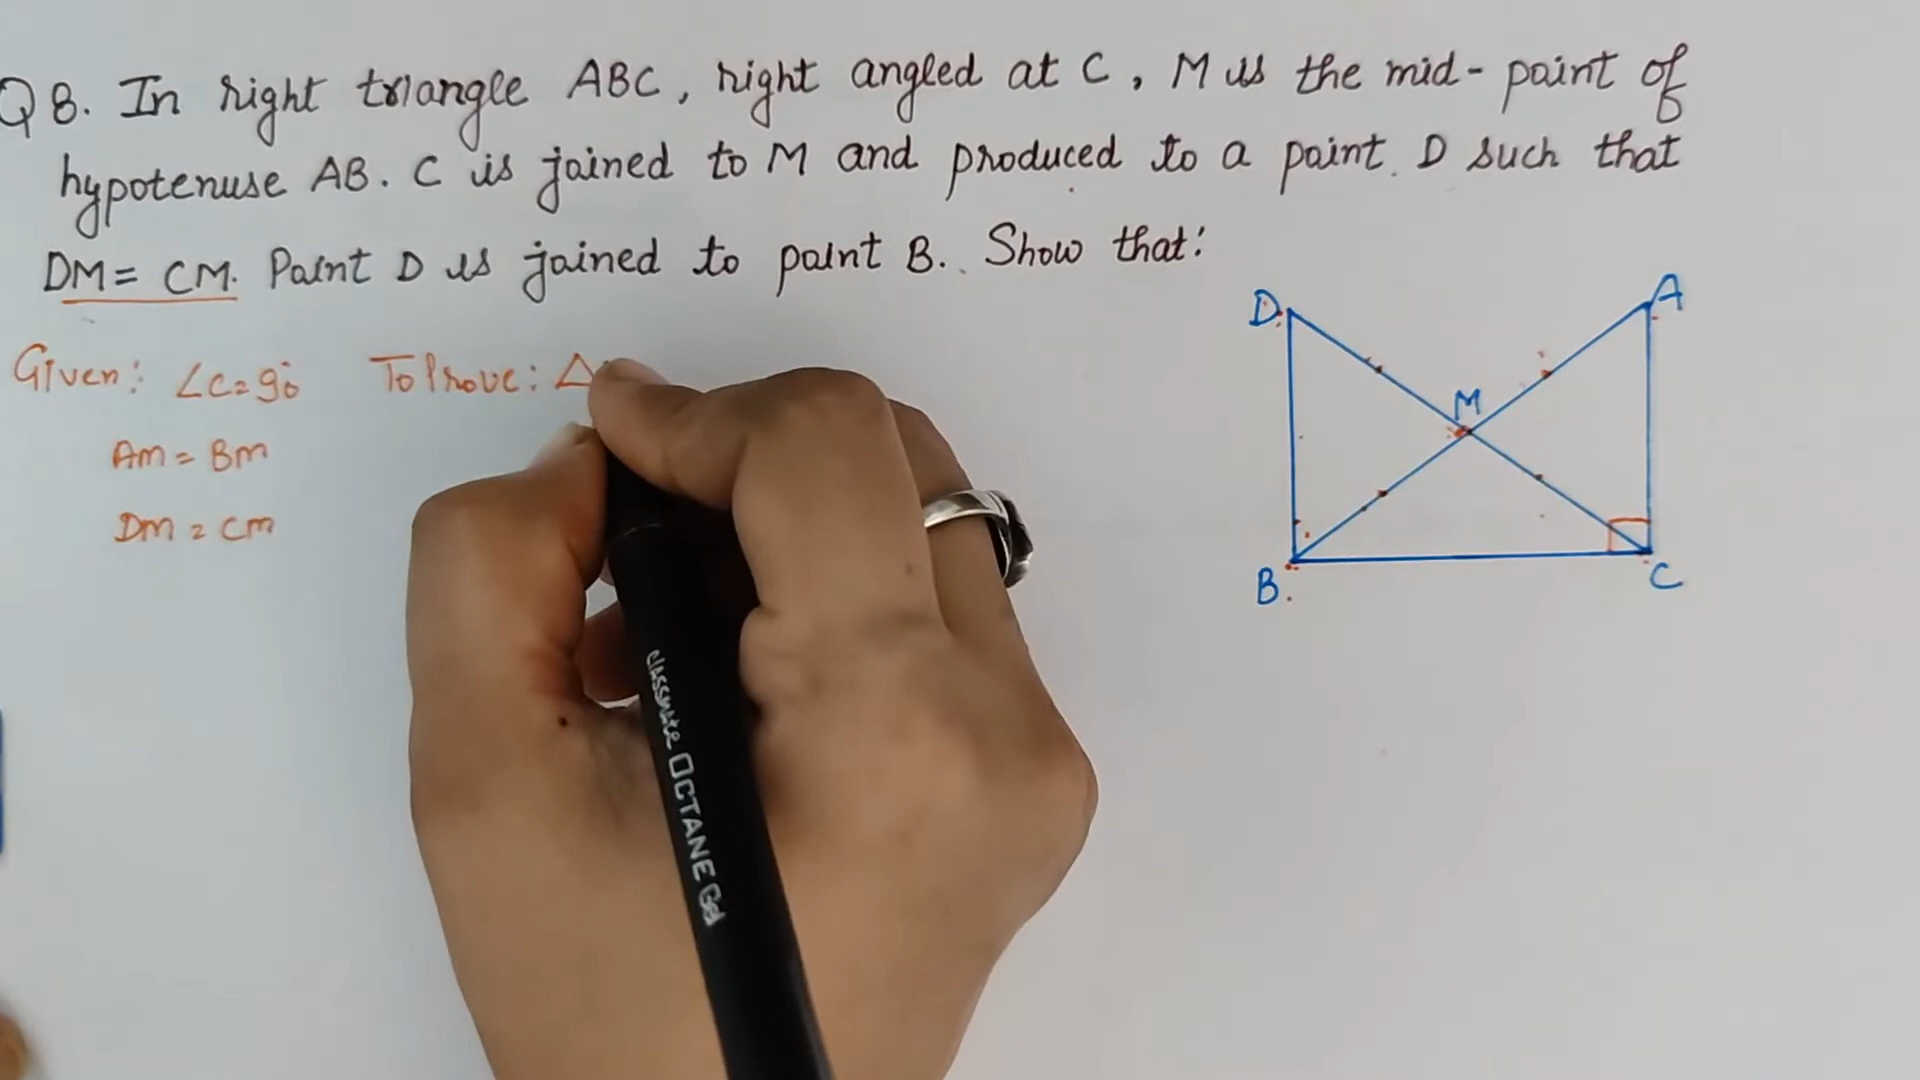 Q 8. In right triangle ABC, right angled at C, M is the mid-point of
hypotenuse AB. C is joined to M and produced to a point D such that
DM = CM. Point D is joined to point B. Show that:
Given: ∠C=90° To Prove: △
AM = BM
DM = CM
D
A
M
B
C
classmate OCTANE Gel